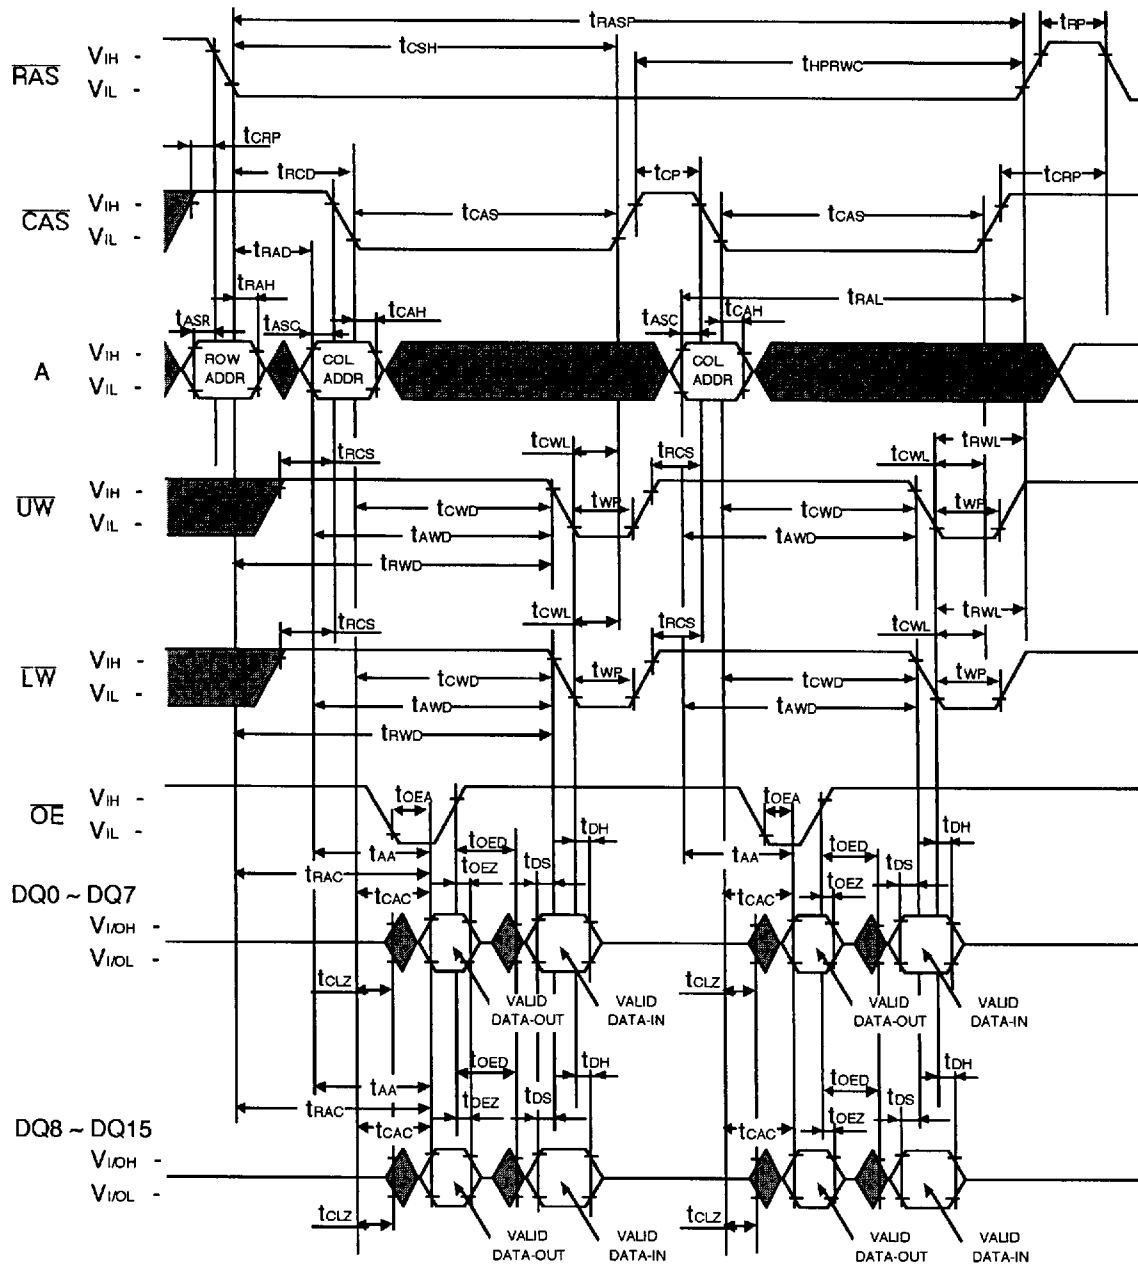 tRASP
tRP
tCSH
tHPRWC
RAS
VIH -
VIL -
tCRP
tRCD
tCP
tCRP
CAS
VIH -
VIL -
tCAS
tCAS
tRAD
tRAH
tRAL
tASR
tASC
tCAH
tASC
tCAH
A
VIH -
VIL -
ROW
ADDR
COL
ADDR
COL
ADDR
tRWL
tRCS
tCWL
tRCS
tCWL
UW
VIH -
VIL -
tWP
tWP
tCWD
tCWD
tAWD
tAWD
tRWD
tRWL
tRCS
tCWL
tRCS
tCWL
LW
VIH -
VIL -
tWP
tWP
tCWD
tCWD
tAWD
tAWD
tRWD
OE
VIH -
VIL -
tOEA
tOEA
tOED
tDH
tOED
tDH
tAA
tAA
tRAC
tOEZ
tDS
tOEZ
tDS
tCAC
tCAC
DQ0 ~ DQ7
VI/OH -
VI/OL -
tCLZ
tCLZ
VALID
DATA-OUT
VALID
DATA-IN
VALID
DATA-OUT
VALID
DATA-IN
tOED
tDH
tOED
tDH
tAA
tRAC
tOEZ
tDS
tOEZ
tDS
tCAC
tCAC
DQ8 ~ DQ15
VI/OH -
VI/OL -
tCLZ
tCLZ
VALID
DATA-OUT
VALID
DATA-IN
VALID
DATA-OUT
VALID
DATA-IN